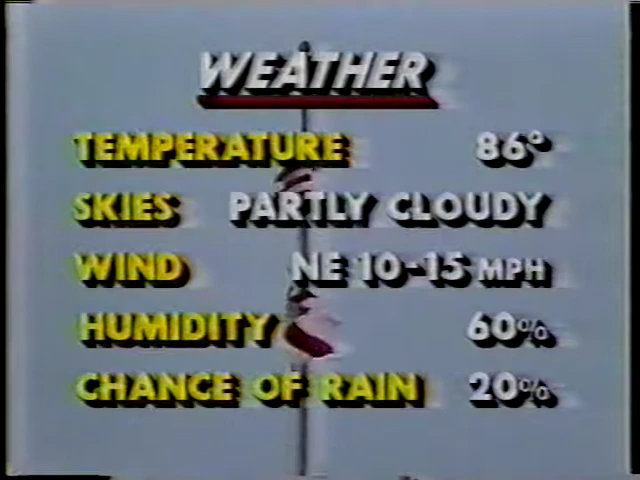 WEATHER
TEMPERATURE 86°
SKIES PARTLY CLOUDY
WIND NE 10-15 MPH
HUMIDITY 60%
CHANCE OF RAIN 20%